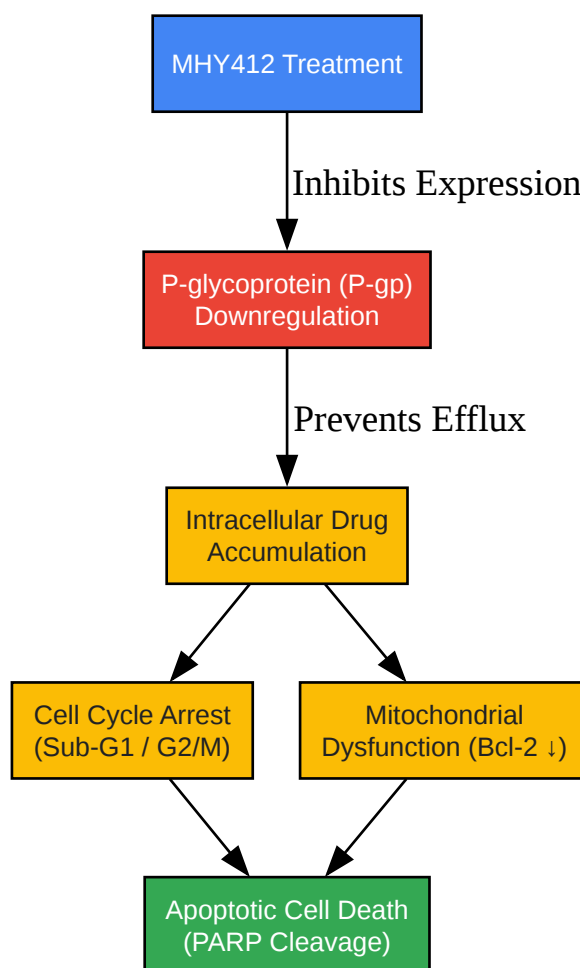 MHY412 Treatment
Inhibits Expression
P-glycoprotein (P-gp)
Downregulation
Prevents Efflux
Intracellular Drug
Accumulation
Cell Cycle Arrest
(Sub-G1 / G2/M)
Mitochondrial
Dysfunction (Bcl-2 ↓)
Apoptotic Cell Death
(PARP Cleavage)